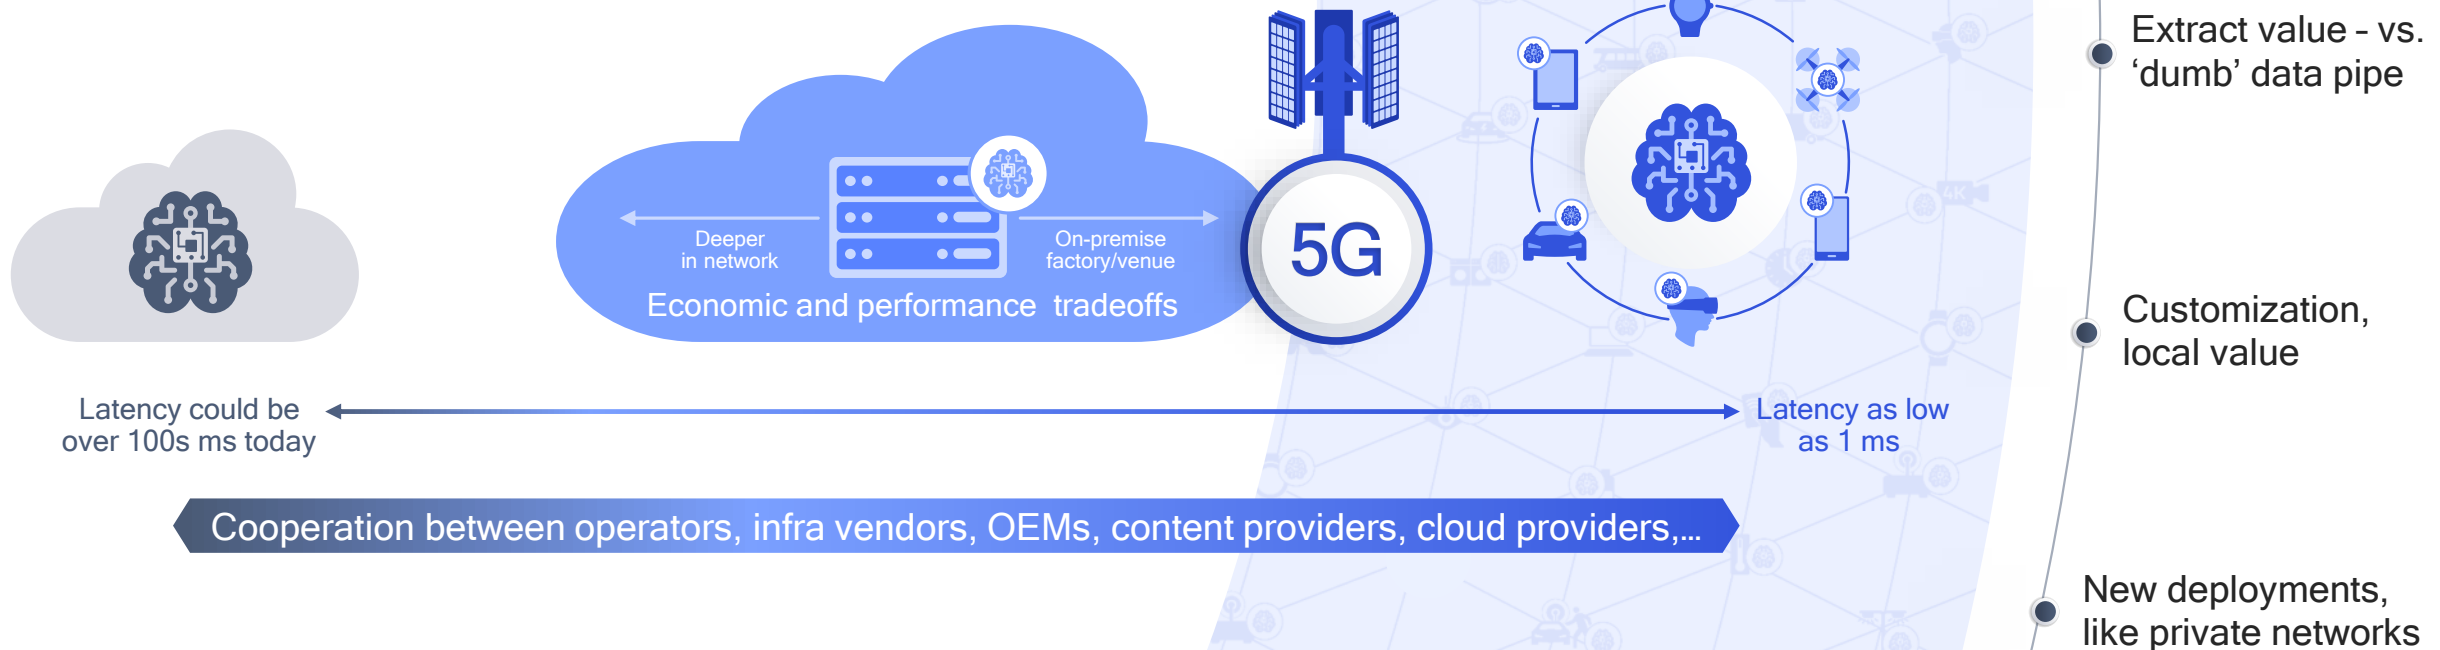 Extract value - vs.
‘dumb’ data pipe
Deeper
in network
On-premise
factory/venue
Economic and performance tradeoffs
5G
4K
Customization,
local value
Latency could be
over 100s ms today
Latency as low
as 1 ms
Cooperation between operators, infra vendors, OEMs, content providers, cloud providers,...
New deployments,
like private networks